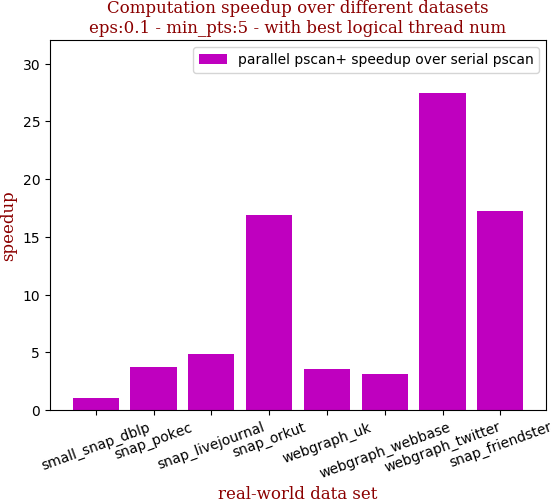 Computation speedup over different datasets
eps:0.1 - min_pts:5 - with best logical thread num
parallel pscan+ speedup over serial pscan
speedup
30
25
20
15
10
5
0
small_snap_dblp
snap_pokec
snap_livejournal
snap_orkut
webgraph_uk
webgraph_webbase
webgraph_twitter
snap_friendster
real-world data set